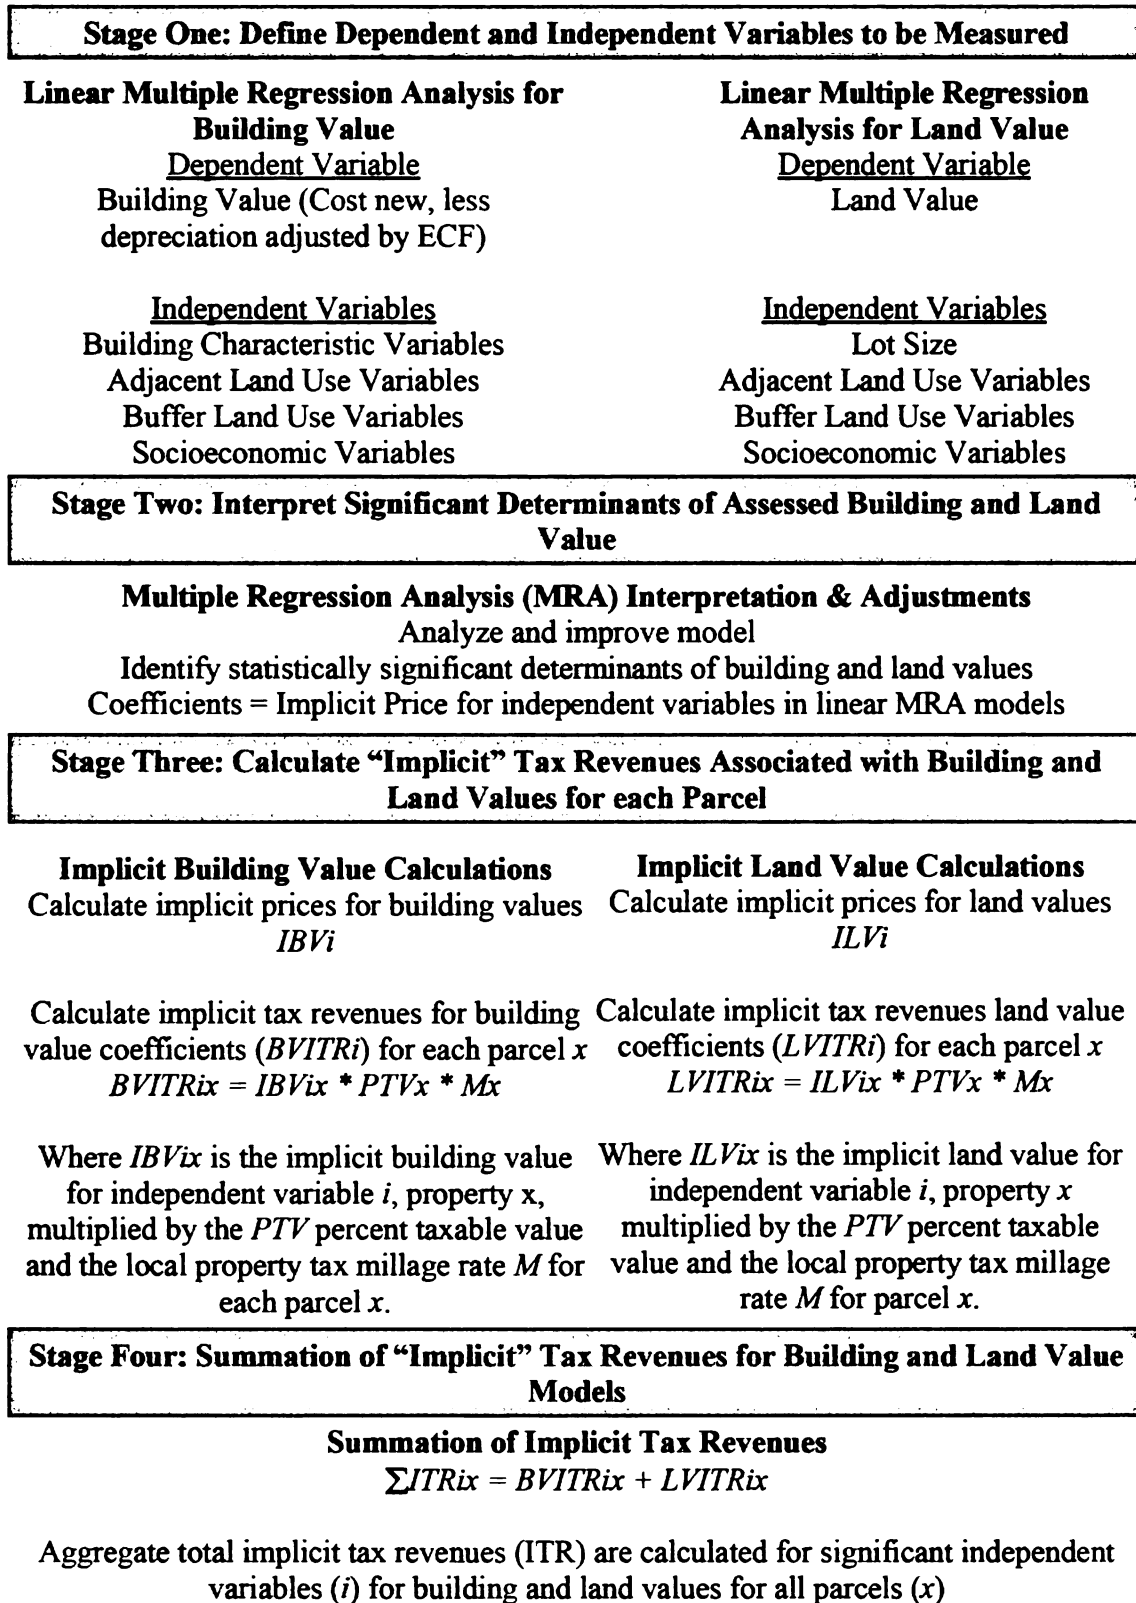 Stage One: Define Dependent and Independent Variables to be Measured
Linear Multiple Regression Analysis for
Building Value
Dependent Variable
Building Value (Cost new, less
depreciation adjusted by ECF)
Independent Variables
Building Characteristic Variables
Adjacent Land Use Variables
Buffer Land Use Variables
Socioeconomic Variables
Linear Multiple Regression
Analysis for Land Value
Dependent Variable
Land Value
Independent Variables
Lot Size
Adjacent Land Use Variables
Buffer Land Use Variables
Socioeconomic Variables
Stage Two: Interpret Significant Determinants of Assessed Building and Land
Value
Multiple Regression Analysis (MRA) Interpretation & Adjustments
Analyze and improve model
Identify statistically significant determinants of building and land values
Coefficients = Implicit Price for independent variables in linear MRA models
Stage Three: Calculate “Implicit” Tax Revenues Associated with Building and
Land Values for each Parcel
Implicit Building Value Calculations
Calculate implicit prices for building values
IBVi
Calculate implicit tax revenues for building
value coefficients (BVITRi) for each parcel x
BVITRix = IBVix * PTVx * Mx
Where IBVix is the implicit building value
for independent variable i, property x,
multiplied by the PTV percent taxable value
and the local property tax millage rate M for
each parcel x.
Implicit Land Value Calculations
Calculate implicit prices for land values
ILVi
Calculate implicit tax revenues land value
coefficients (LVITRi) for each parcel x
LVITRix = ILVix * PTVx * Mx
Where ILVix is the implicit land value for
independent variable i, property x
multiplied by the PTV percent taxable
value and the local property tax millage
rate M for parcel x.
Stage Four: Summation of “Implicit” Tax Revenues for Building and Land Value
Models
Summation of Implicit Tax Revenues
∑ITRix = BVITRix + LVITRix
Aggregate total implicit tax revenues (ITR) are calculated for significant independent
variables (i) for building and land values for all parcels (x)